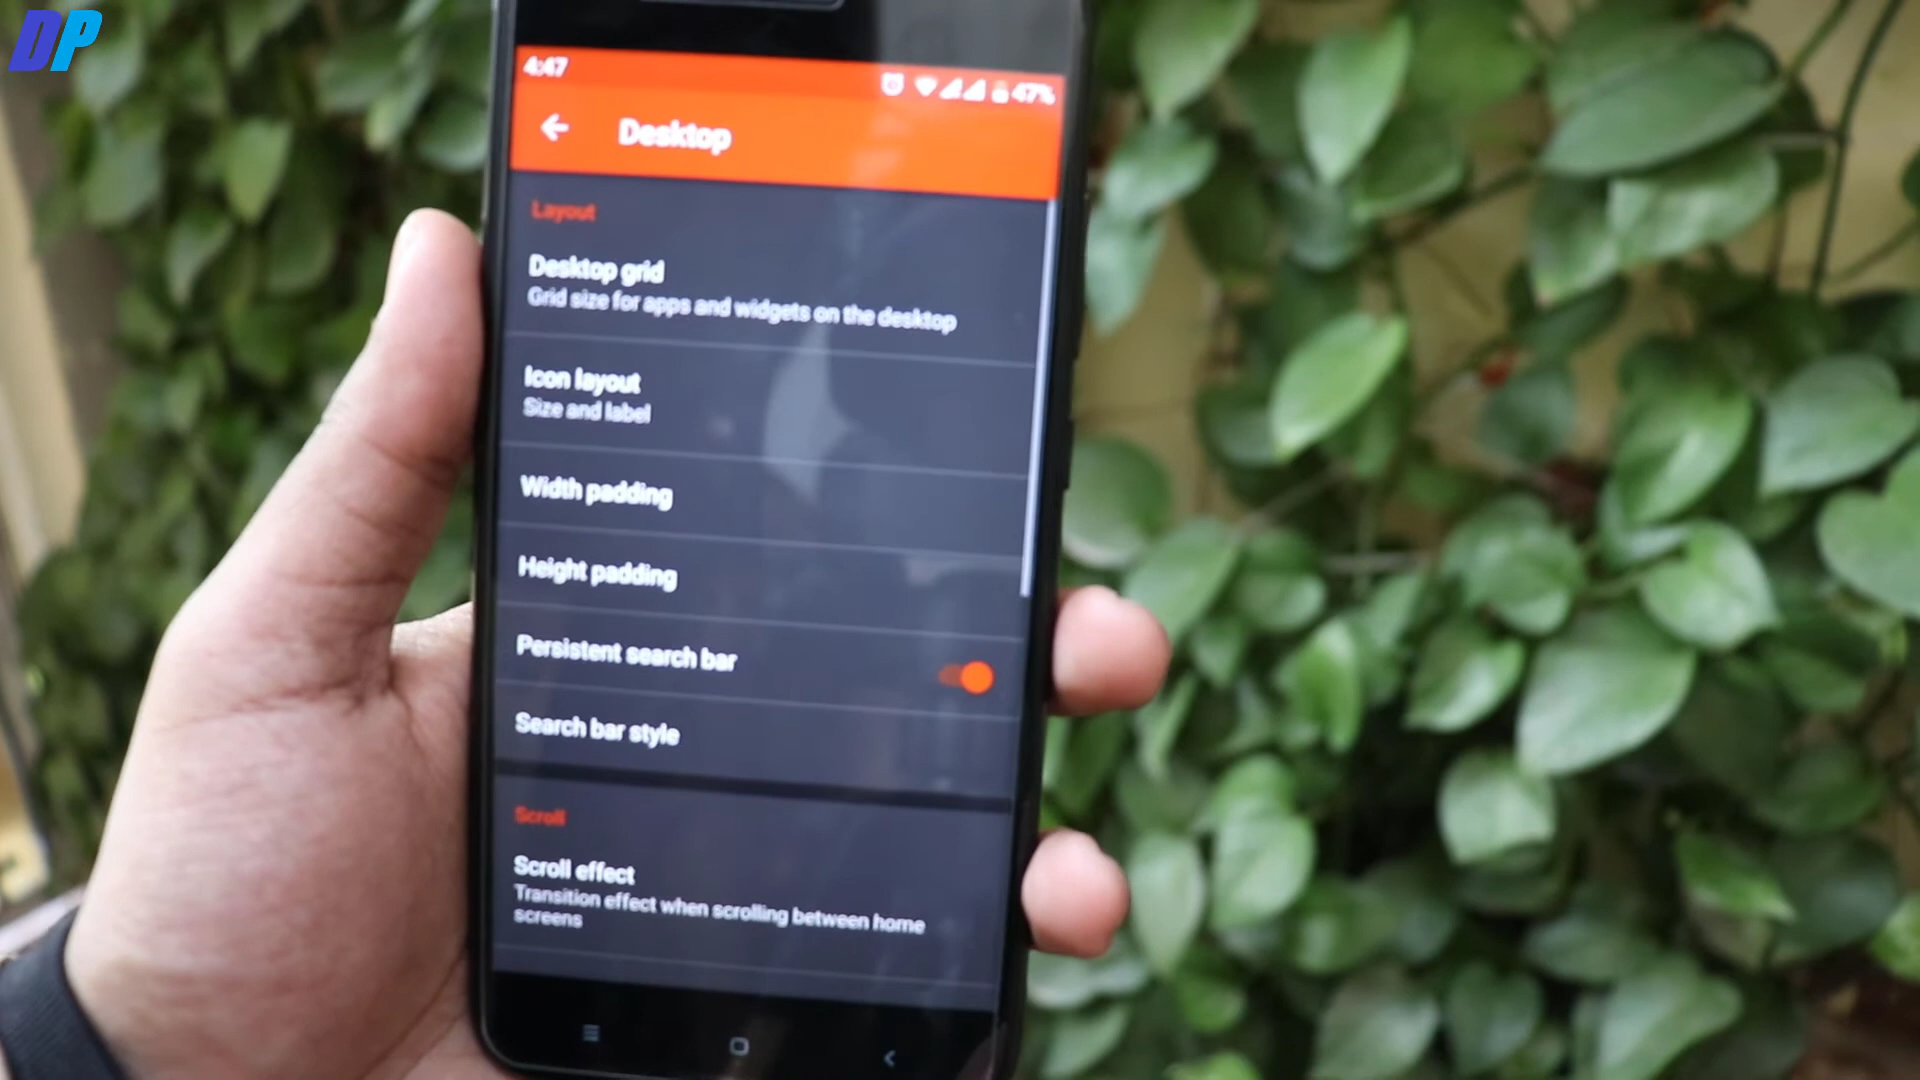 DP
4:47
47%
Desktop
Layout
Desktop grid
Grid size for apps and widgets on the desktop
Icon layout
Size and label
Width padding
Height padding
Persistent search bar
Search bar style
Scroll
Scroll effect
Transition effect when scrolling between home
screens